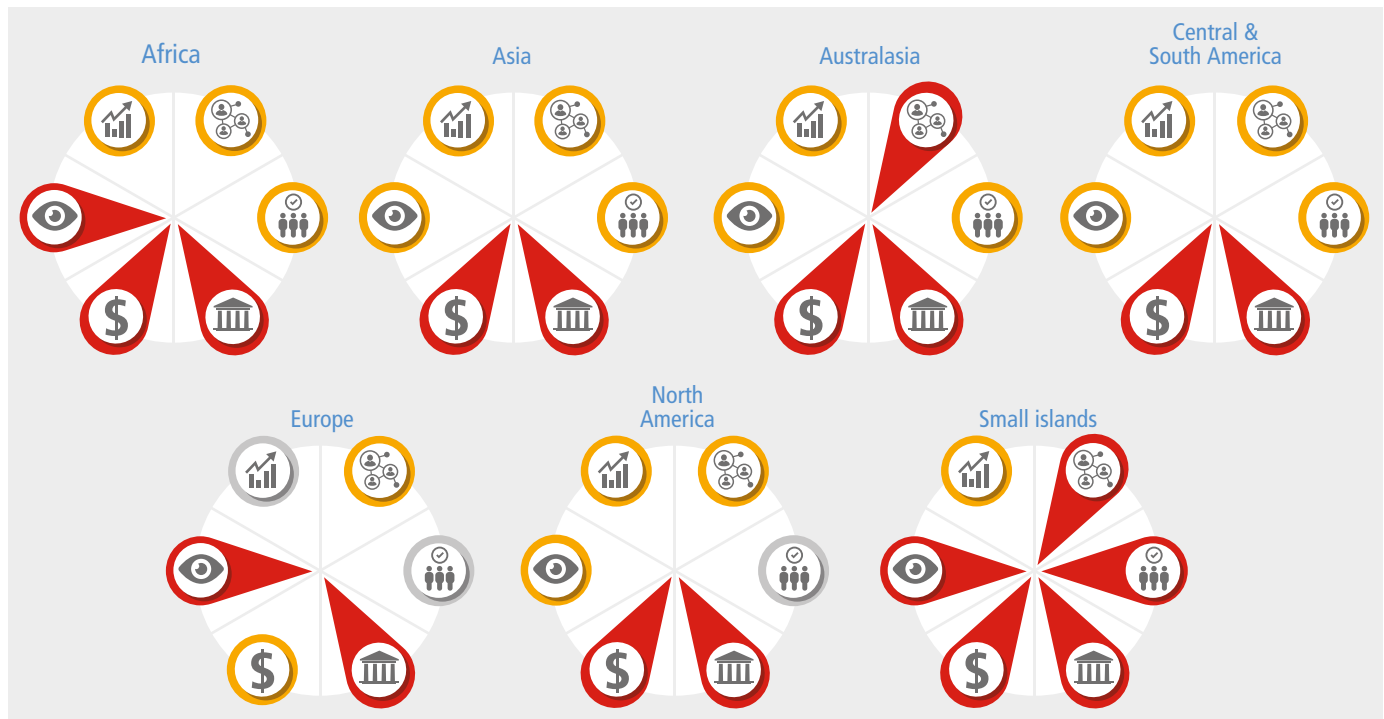 Africa
Asia
Australasia
Central &
South America
$
$
$
$
Europe
North
America
Small islands
$
$
$